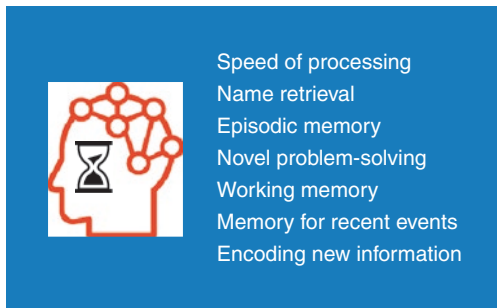 Speed of processing
Name retrieval
Episodic memory
Novel problem-solving
Working memory
Memory for recent events
Encoding new information